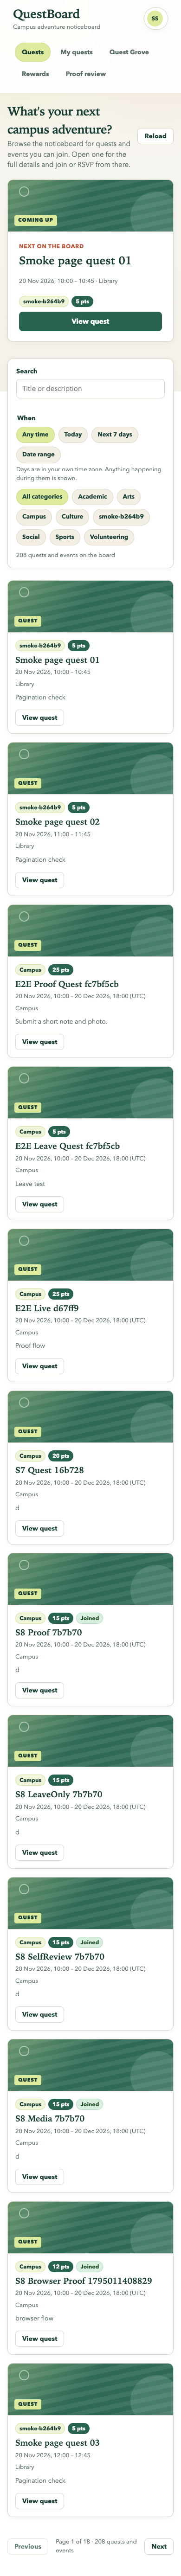 QuestBoard
Campus adventure noticeboard
SS
Quests
My quests
Quest Grove
Rewards
Proof review
What's your next
campus adventure?
Reload
Browse the noticeboard for quests and
events you can join. Open one for the
full details and join or RSVP from there.
COMING UP
NEXT ON THE BOARD
Smoke page quest 01
20 Nov 2026, 10:00 – 10:45 · Library
smoke-b264b9
5 pts
View quest
Search
Title or description
When
Any time
Today
Next 7 days
Date range
Days are in your own time zone. Anything happening
during them is shown.
All categories
Academic
Arts
Campus
Culture
smoke-b264b9
Social
Sports
Volunteering
208 quests and events on the board
QUEST
smoke-b264b9
5 pts
Smoke page quest 01
20 Nov 2026, 10:00 – 10:45
Library
Pagination check
View quest
QUEST
smoke-b264b9
5 pts
Smoke page quest 02
20 Nov 2026, 11:00 – 11:45
Library
Pagination check
View quest
QUEST
Campus
25 pts
E2E Proof Quest fc7bf5cb
20 Nov 2026, 10:00 – 20 Dec 2026, 18:00 (UTC)
Campus
Submit a short note and photo.
View quest
QUEST
Campus
5 pts
E2E Leave Quest fc7bf5cb
20 Nov 2026, 10:00 – 20 Dec 2026, 18:00 (UTC)
Campus
Leave test
View quest
QUEST
Campus
25 pts
E2E Live d67ff9
20 Nov 2026, 10:00 – 20 Dec 2026, 18:00 (UTC)
Campus
Proof flow
View quest
QUEST
Campus
20 pts
S7 Quest 16b728
20 Nov 2026, 10:00 – 20 Dec 2026, 18:00 (UTC)
Campus
d
View quest
QUEST
Campus
15 pts
Joined
S8 Proof 7b7b70
20 Nov 2026, 10:00 – 20 Dec 2026, 18:00 (UTC)
Campus
d
View quest
QUEST
Campus
15 pts
S8 LeaveOnly 7b7b70
20 Nov 2026, 10:00 – 20 Dec 2026, 18:00 (UTC)
Campus
d
View quest
QUEST
Campus
15 pts
Joined
S8 SelfReview 7b7b70
20 Nov 2026, 10:00 – 20 Dec 2026, 18:00 (UTC)
Campus
d
View quest
QUEST
Campus
15 pts
Joined
S8 Media 7b7b70
20 Nov 2026, 10:00 – 20 Dec 2026, 18:00 (UTC)
Campus
d
View quest
QUEST
Campus
12 pts
Joined
S8 Browser Proof 1795011408829
20 Nov 2026, 10:00 – 20 Dec 2026, 18:00 (UTC)
Campus
browser flow
View quest
QUEST
smoke-b264b9
5 pts
Smoke page quest 03
20 Nov 2026, 12:00 – 12:45
Library
Pagination check
View quest
Previous
Page 1 of 18 · 208 quests and
events
Next